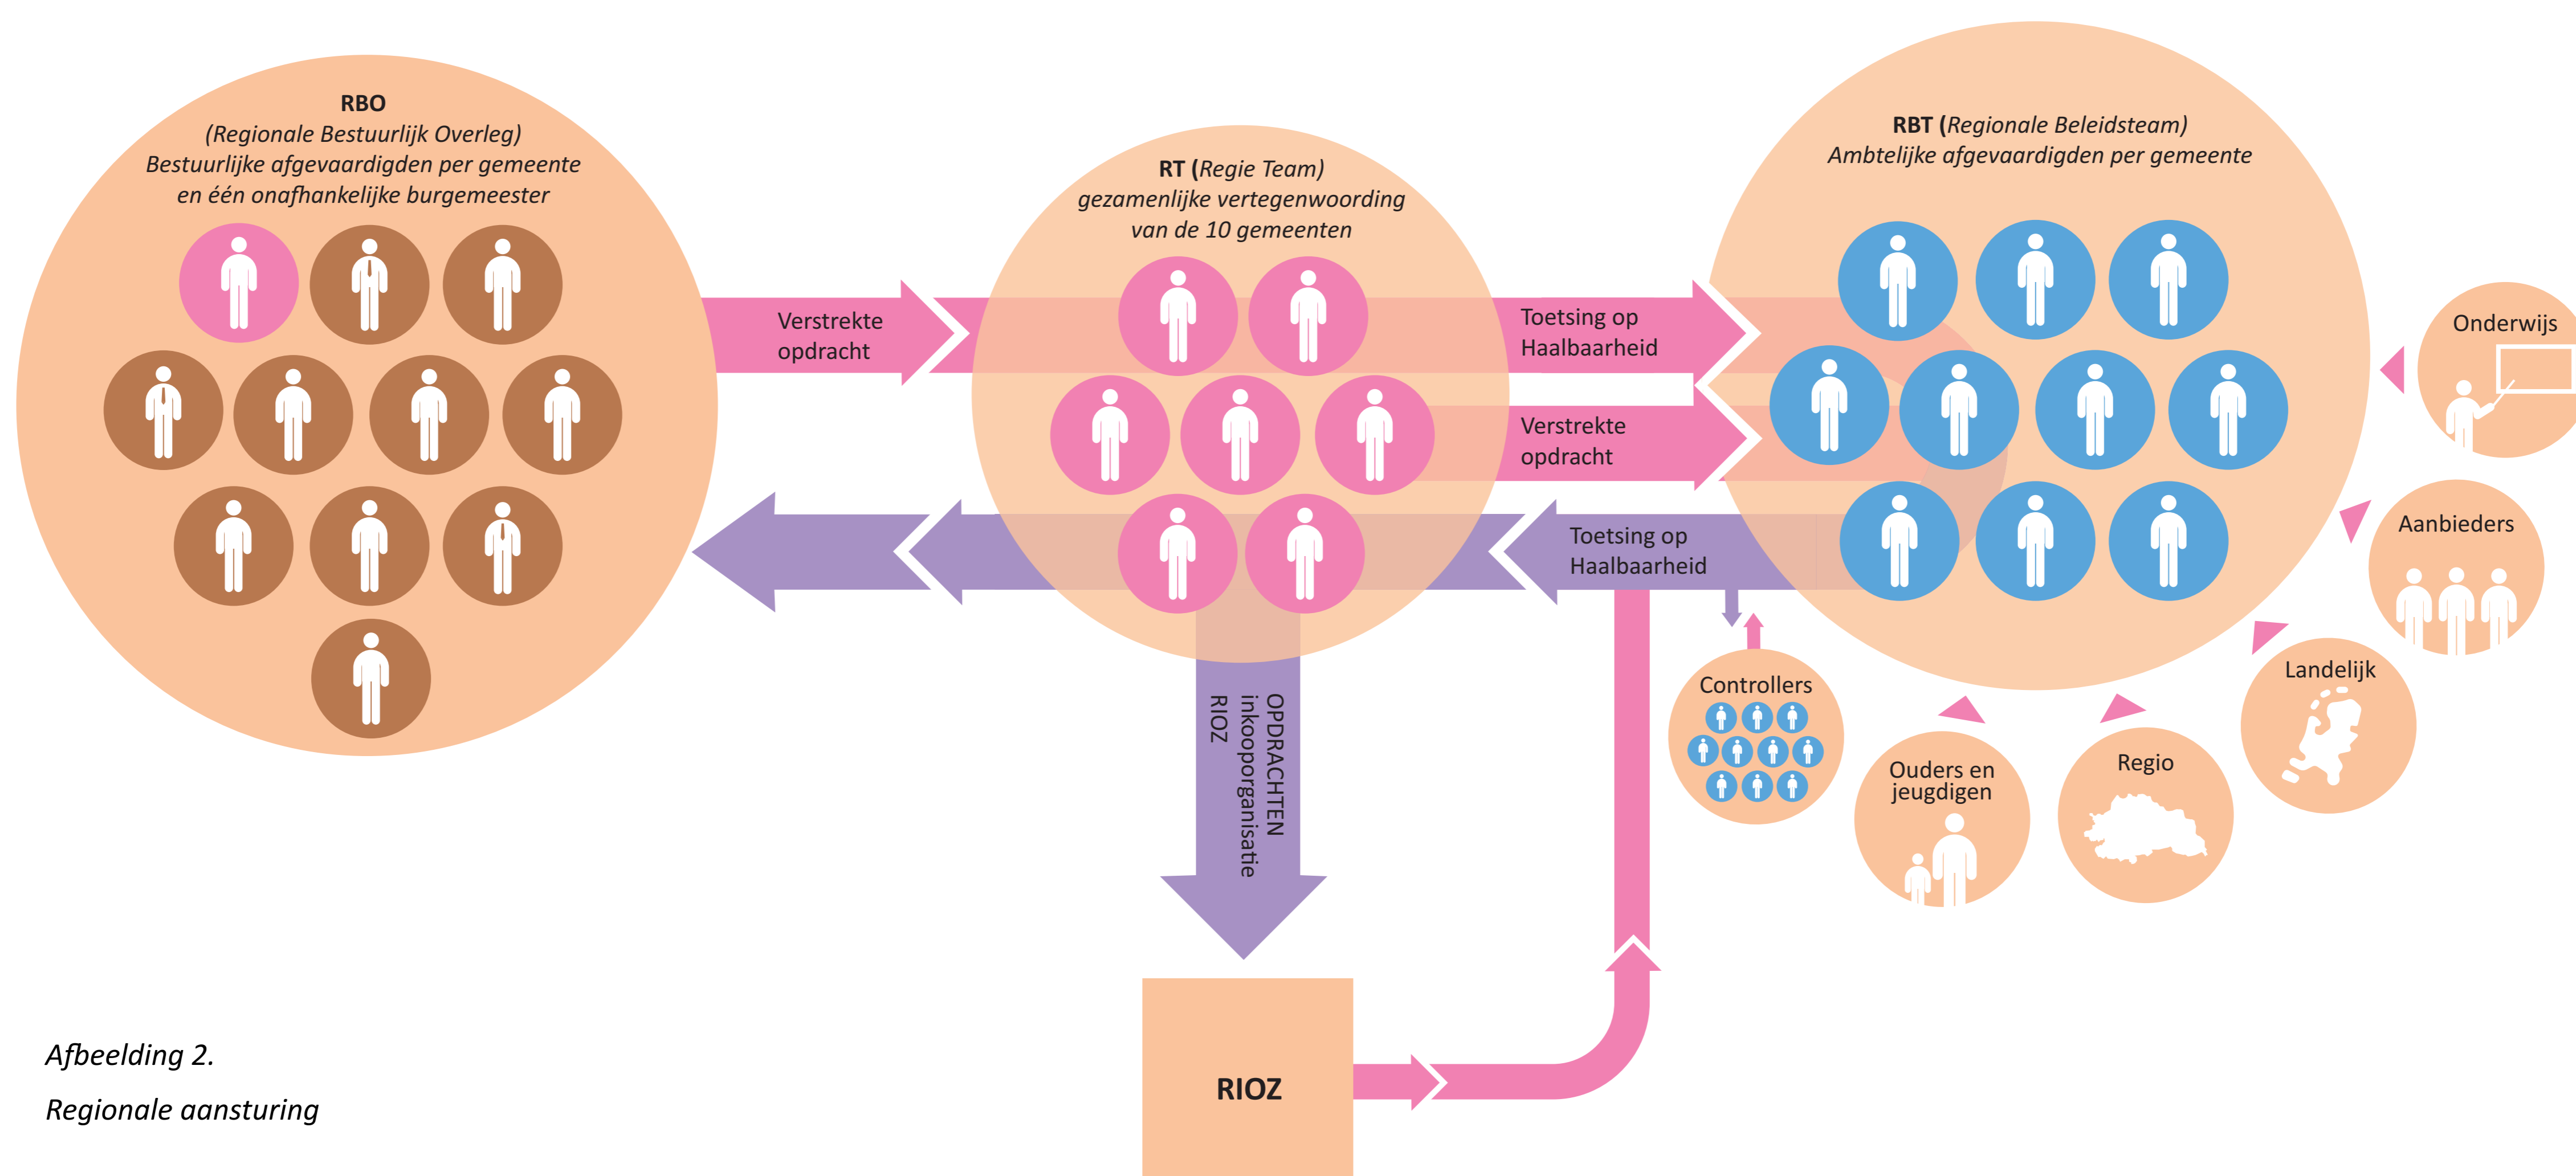 RBO
(Regionale Bestuurlijk Overleg)
Bestuurlijke afgevaardigden per gemeente
en één onafhankelijke burgemeester
Verstrekte
opdracht
RT (Regie Team)
gezamenlijke vertegenwoording
van de 10 gemeenten
Toetsing op
Haalbaarheid
Verstrekte
opdracht
Toetsing op
Haalbaarheid
RBT (Regionale Beleidsteam)
Ambtelijke afgevaardigden per gemeente
Onderwijs
Aanbieders
Landelijk
Regio
Ouders en
jeugdigen
Controllers
OPDRACHTEN
inkooporganisatie
RIOZ
RIOZ
Afbeelding 2.
Regionale aansturing